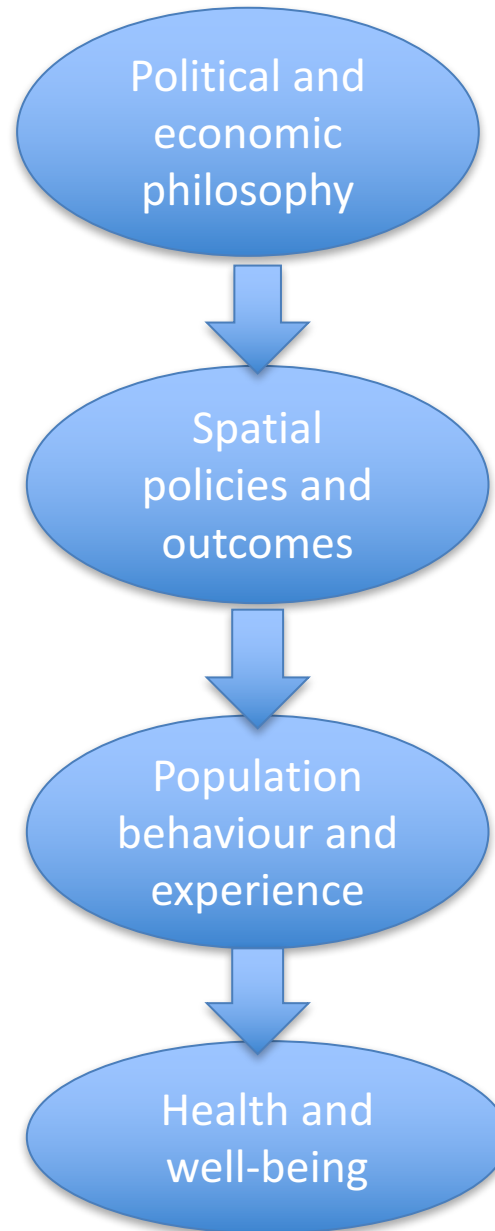 Political and
economic
philosophy
Spatial
policies and
outcomes
Population
behaviour and
experience
Health and
well-being